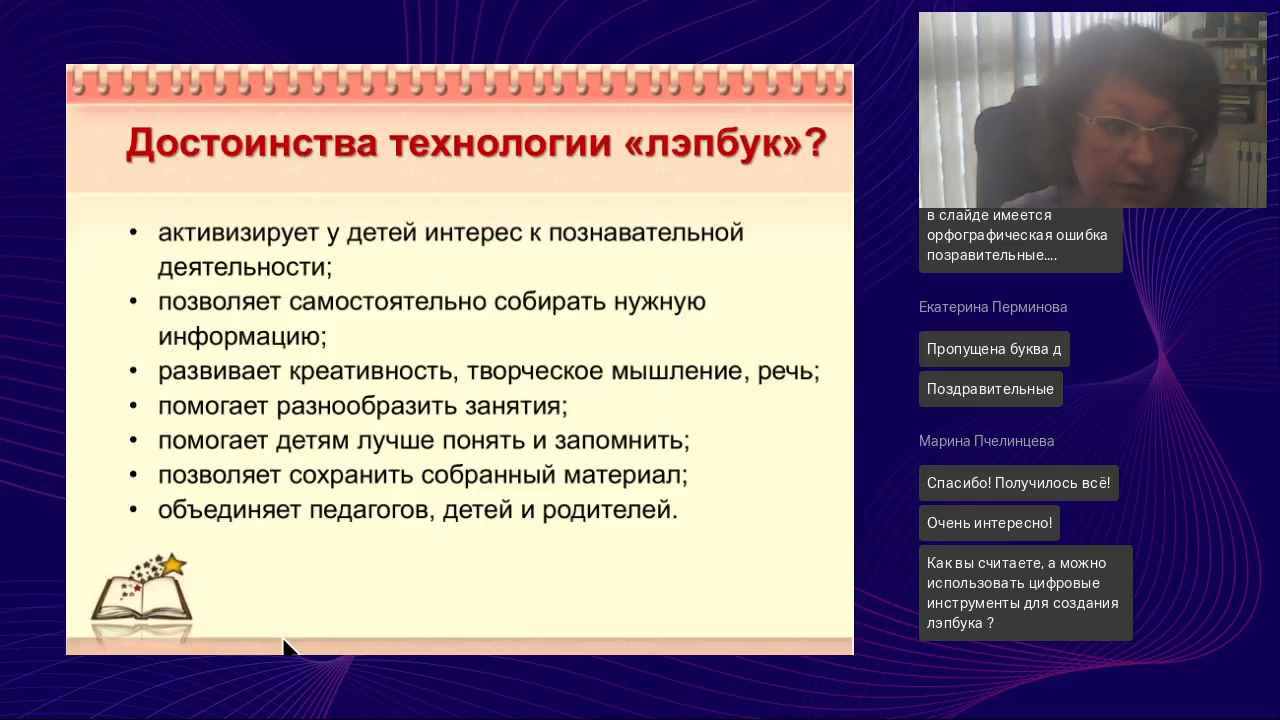 Достоинства технологии «лэпбук»?
• активизирует у детей интерес к познавательной
деятельности;
• позволяет самостоятельно собирать нужную
информацию;
• развивает креативность, творческое мышление, речь;
• помогает разнообразить занятия;
• помогает детям лучше понять и запомнить;
• позволяет сохранить собранный материал;
• объединяет педагогов, детей и родителей.
в слайде имеется
орфографическая ошибка
позравительные....
Екатерина Перминова
Пропущена буква д
Поздравительные
Марина Пчелинцева
Спасибо! Получилось всё!
Очень интересно!
Как вы считаете, а можно
использовать цифровые
инструменты для создания
лэпбука ?